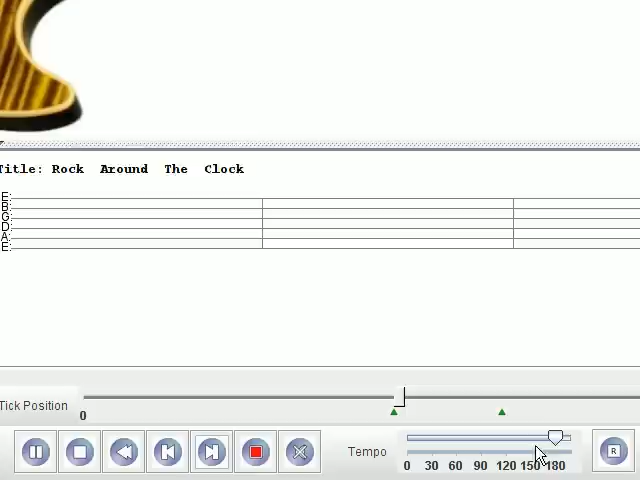 Title: Rock Around The Clock
E:
B:
G:
D:
A:
E:
Tick Position
0
Tempo
0 30 60 90 120 150 180
R